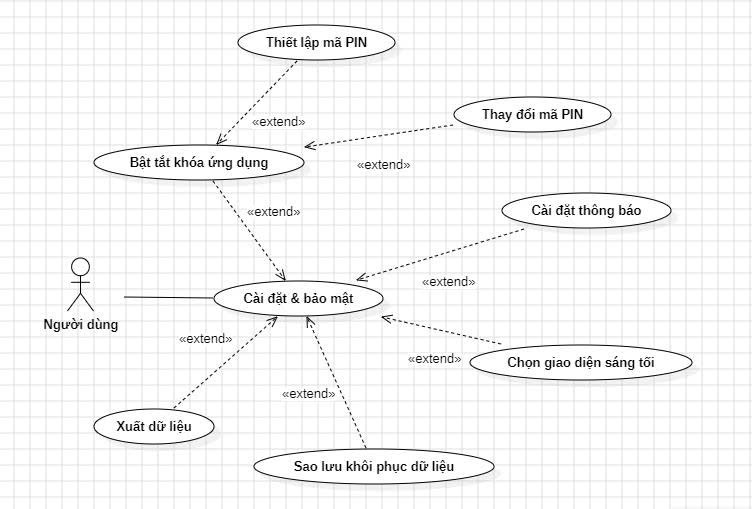 Thiết lập mã PIN
«extend»
Thay đổi mã PIN
Bật tắt khóa ứng dụng
«extend»
«extend»
Cài đặt thông báo
«extend»
Cài đặt & bảo mật
Người dùng
«extend»
«extend»
Chọn giao diện sáng tối
«extend»
Xuất dữ liệu
Sao lưu khôi phục dữ liệu